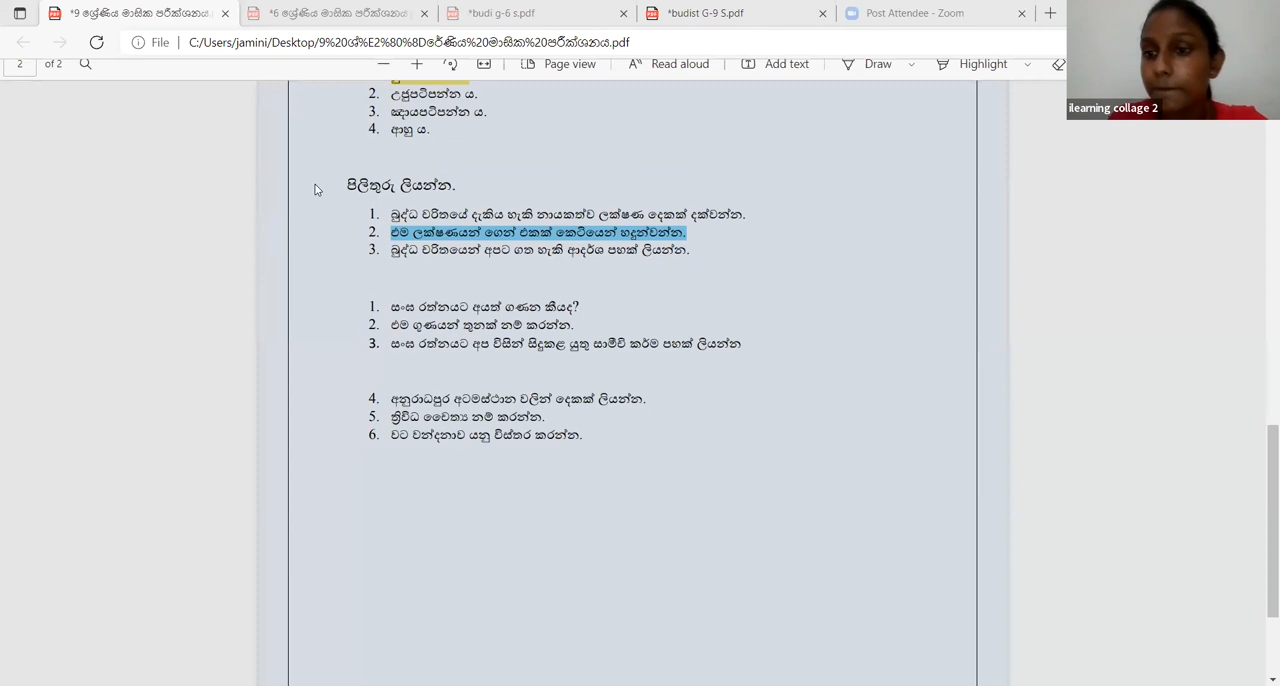 *9 ශ්‍රේණිය මාසික පරීක්ශනය.
*6 ශ්‍රේණිය මාසික පරීක්ශනය.
*budi g-6 s.pdf
*budist G-9 S.pdf
Post Attendee - Zoom
File
C:/Users/jamini/Desktop/9%20ශ්%E2%80%8Dරේණිය%20මාසික%20පරීක්ශනය.pdf
2 of 2
Page view
Read aloud
Add text
Draw
Highlight
ilearning collage 2
2. උජුපටිපන්න ය.
3. ඤායපටිපන්න ය.
4. ආහු ය.
පිලිතුරු ලියන්න.
1. බුද්ධ චරිතයේ දැකිය හැකි නායකත්ව ලක්ෂණ දෙකක් දක්වන්න.
2. එම ලක්ෂණයන් ගෙන් එකක් කෙටියෙන් හඳුන්වන්න.
3. බුද්ධ චරිතයෙන් අපට ගත හැකි ආදර්ශ පහක් ලියන්න.
1. සංඝ රත්නයට අයත් ගණන කීයද?
2. එම ගුණයන් තුනක් නම් කරන්න.
3. සංඝ රත්නයට අප විසින් සිදුකළ යුතු සාමීචි කර්ම පහක් ලියන්න
4. අනුරාධපුර අටමස්ථාන වලින් දෙකක් ලියන්න.
5. ත්‍රිවිධ චෛත්‍ය නම් කරන්න.
6. වට වන්දනාව යනු විස්තර කරන්න.